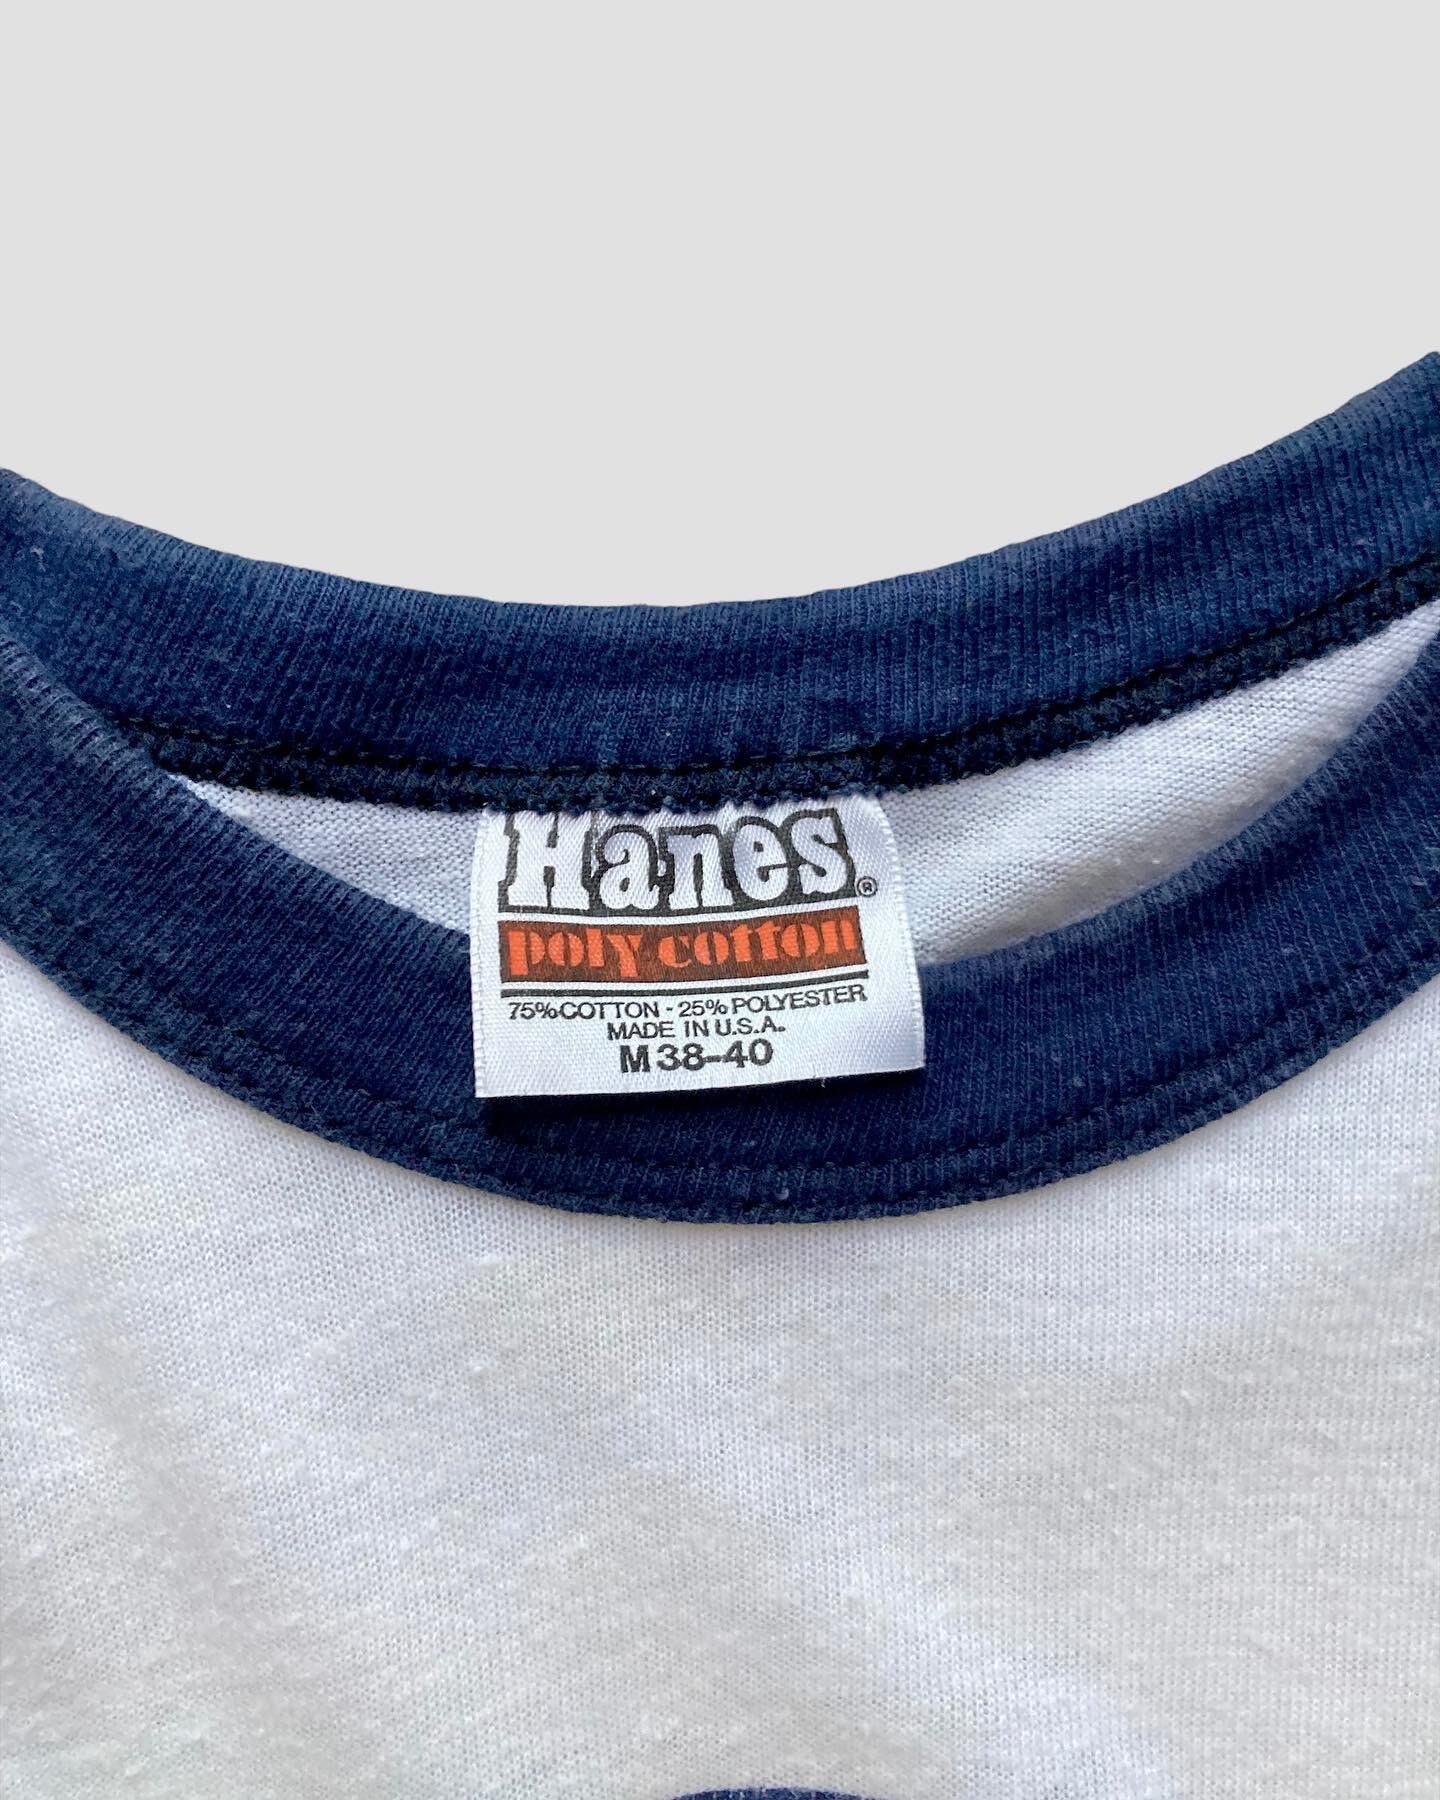 Hanes®
poly-cotton
75% COTTON - 25% POLYESTER
MADE IN U.S.A.
M 38-40